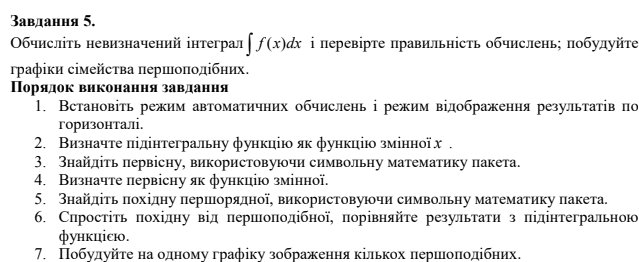 Завдання 5.
Обчисліть невизначений інтеграл ∫ f(x)dx і перевірте правильність обчислень; побудуйте
графіки сімейства першоподібних.
Порядок виконання завдання
1. Встановіть режим автоматичних обчислень і режим відображення результатів по
горизонталі.
2. Визначте підінтегральну функцію як функцію змінної x .
3. Знайдіть первісну, використовуючи символьну математику пакета.
4. Визначте первісну як функцію змінної.
5. Знайдіть похідну першорядної, використовуючи символьну математику пакета.
6. Спростіть похідну від першоподібної, порівняйте результати з підінтегральною
функцією.
7. Побудуйте на одному графіку зображення кількох першоподібних.